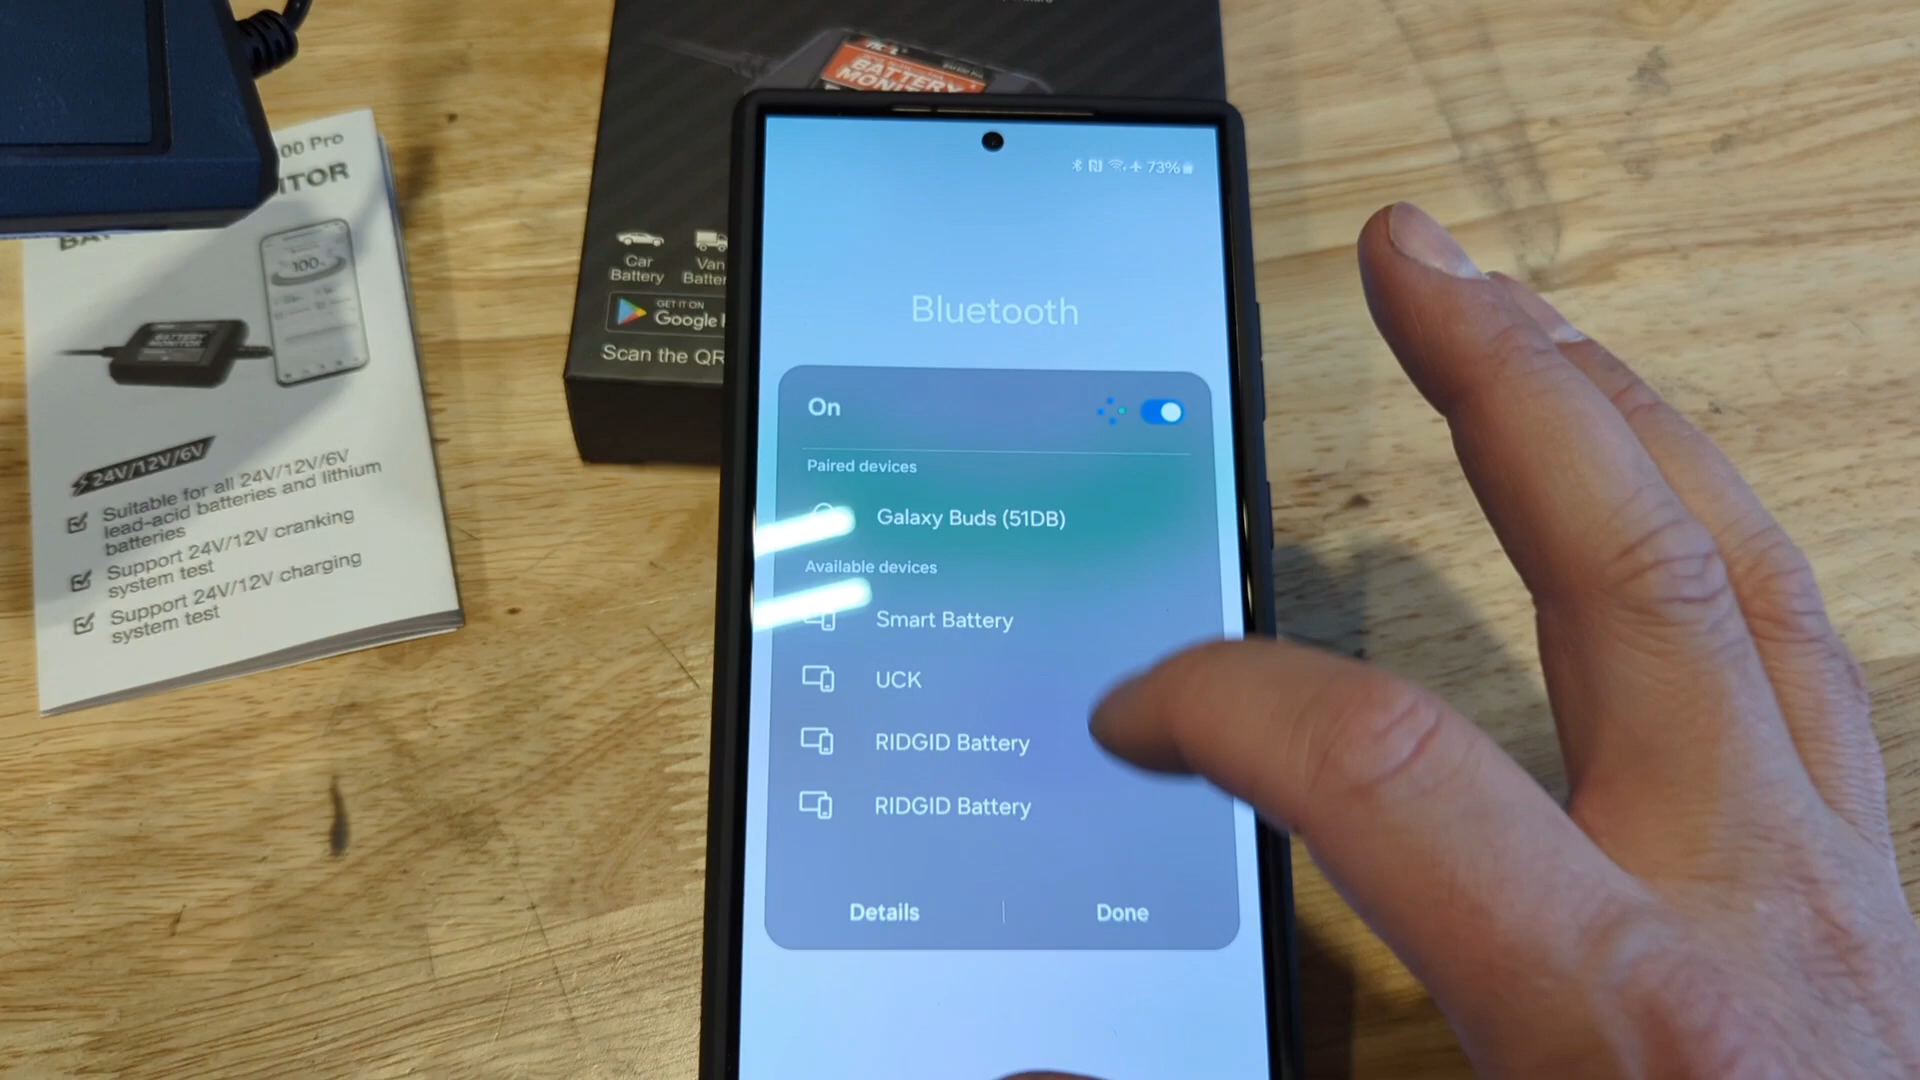 00 Pro
ITOR
100
BATTERY
MONITOR
24V/12V/6V
Suitable for all 24V/12V/6V
lead-acid batteries and lithium
batteries
Support 24V/12V cranking
system test
Support 24V/12V charging
system test
BATTERY
Car
Battery
Van
GET IT ON
Google
Scan the QR
73%
Bluetooth
On
Paired devices
Galaxy Buds (51DB)
Available devices
Smart Battery
UCK
RIDGID Battery
RIDGID Battery
Details
Done